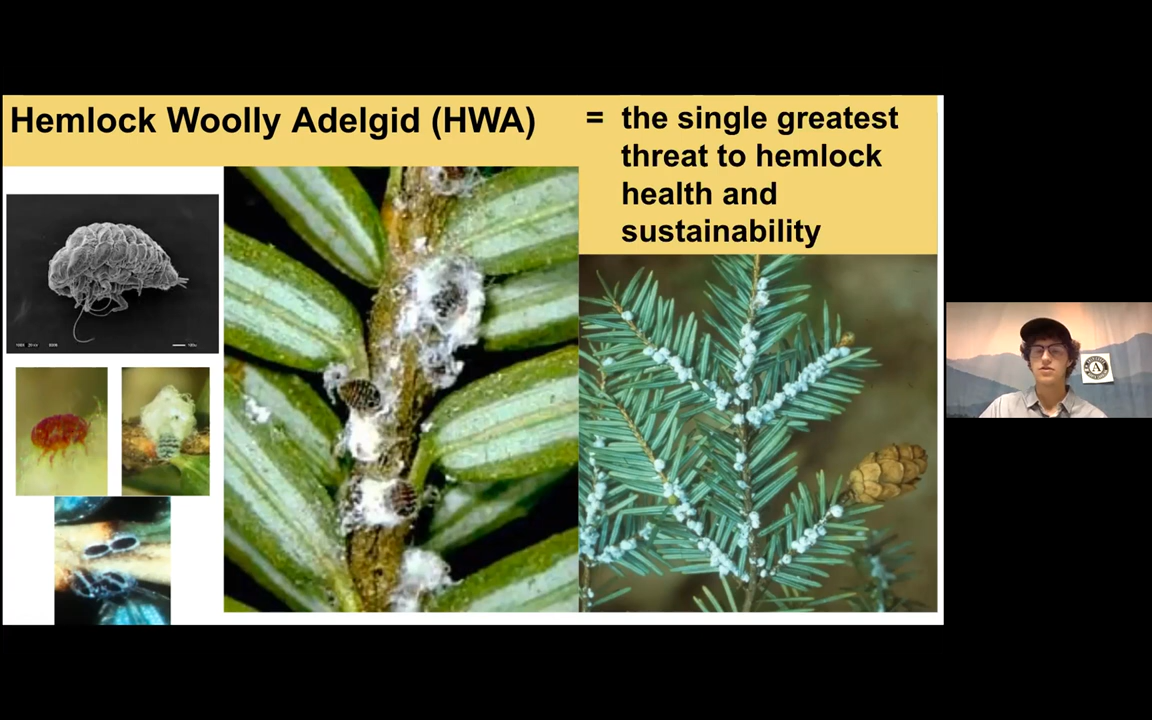 Hemlock Woolly Adelgid (HWA)
= the single greatest
threat to hemlock
health and
sustainability
A